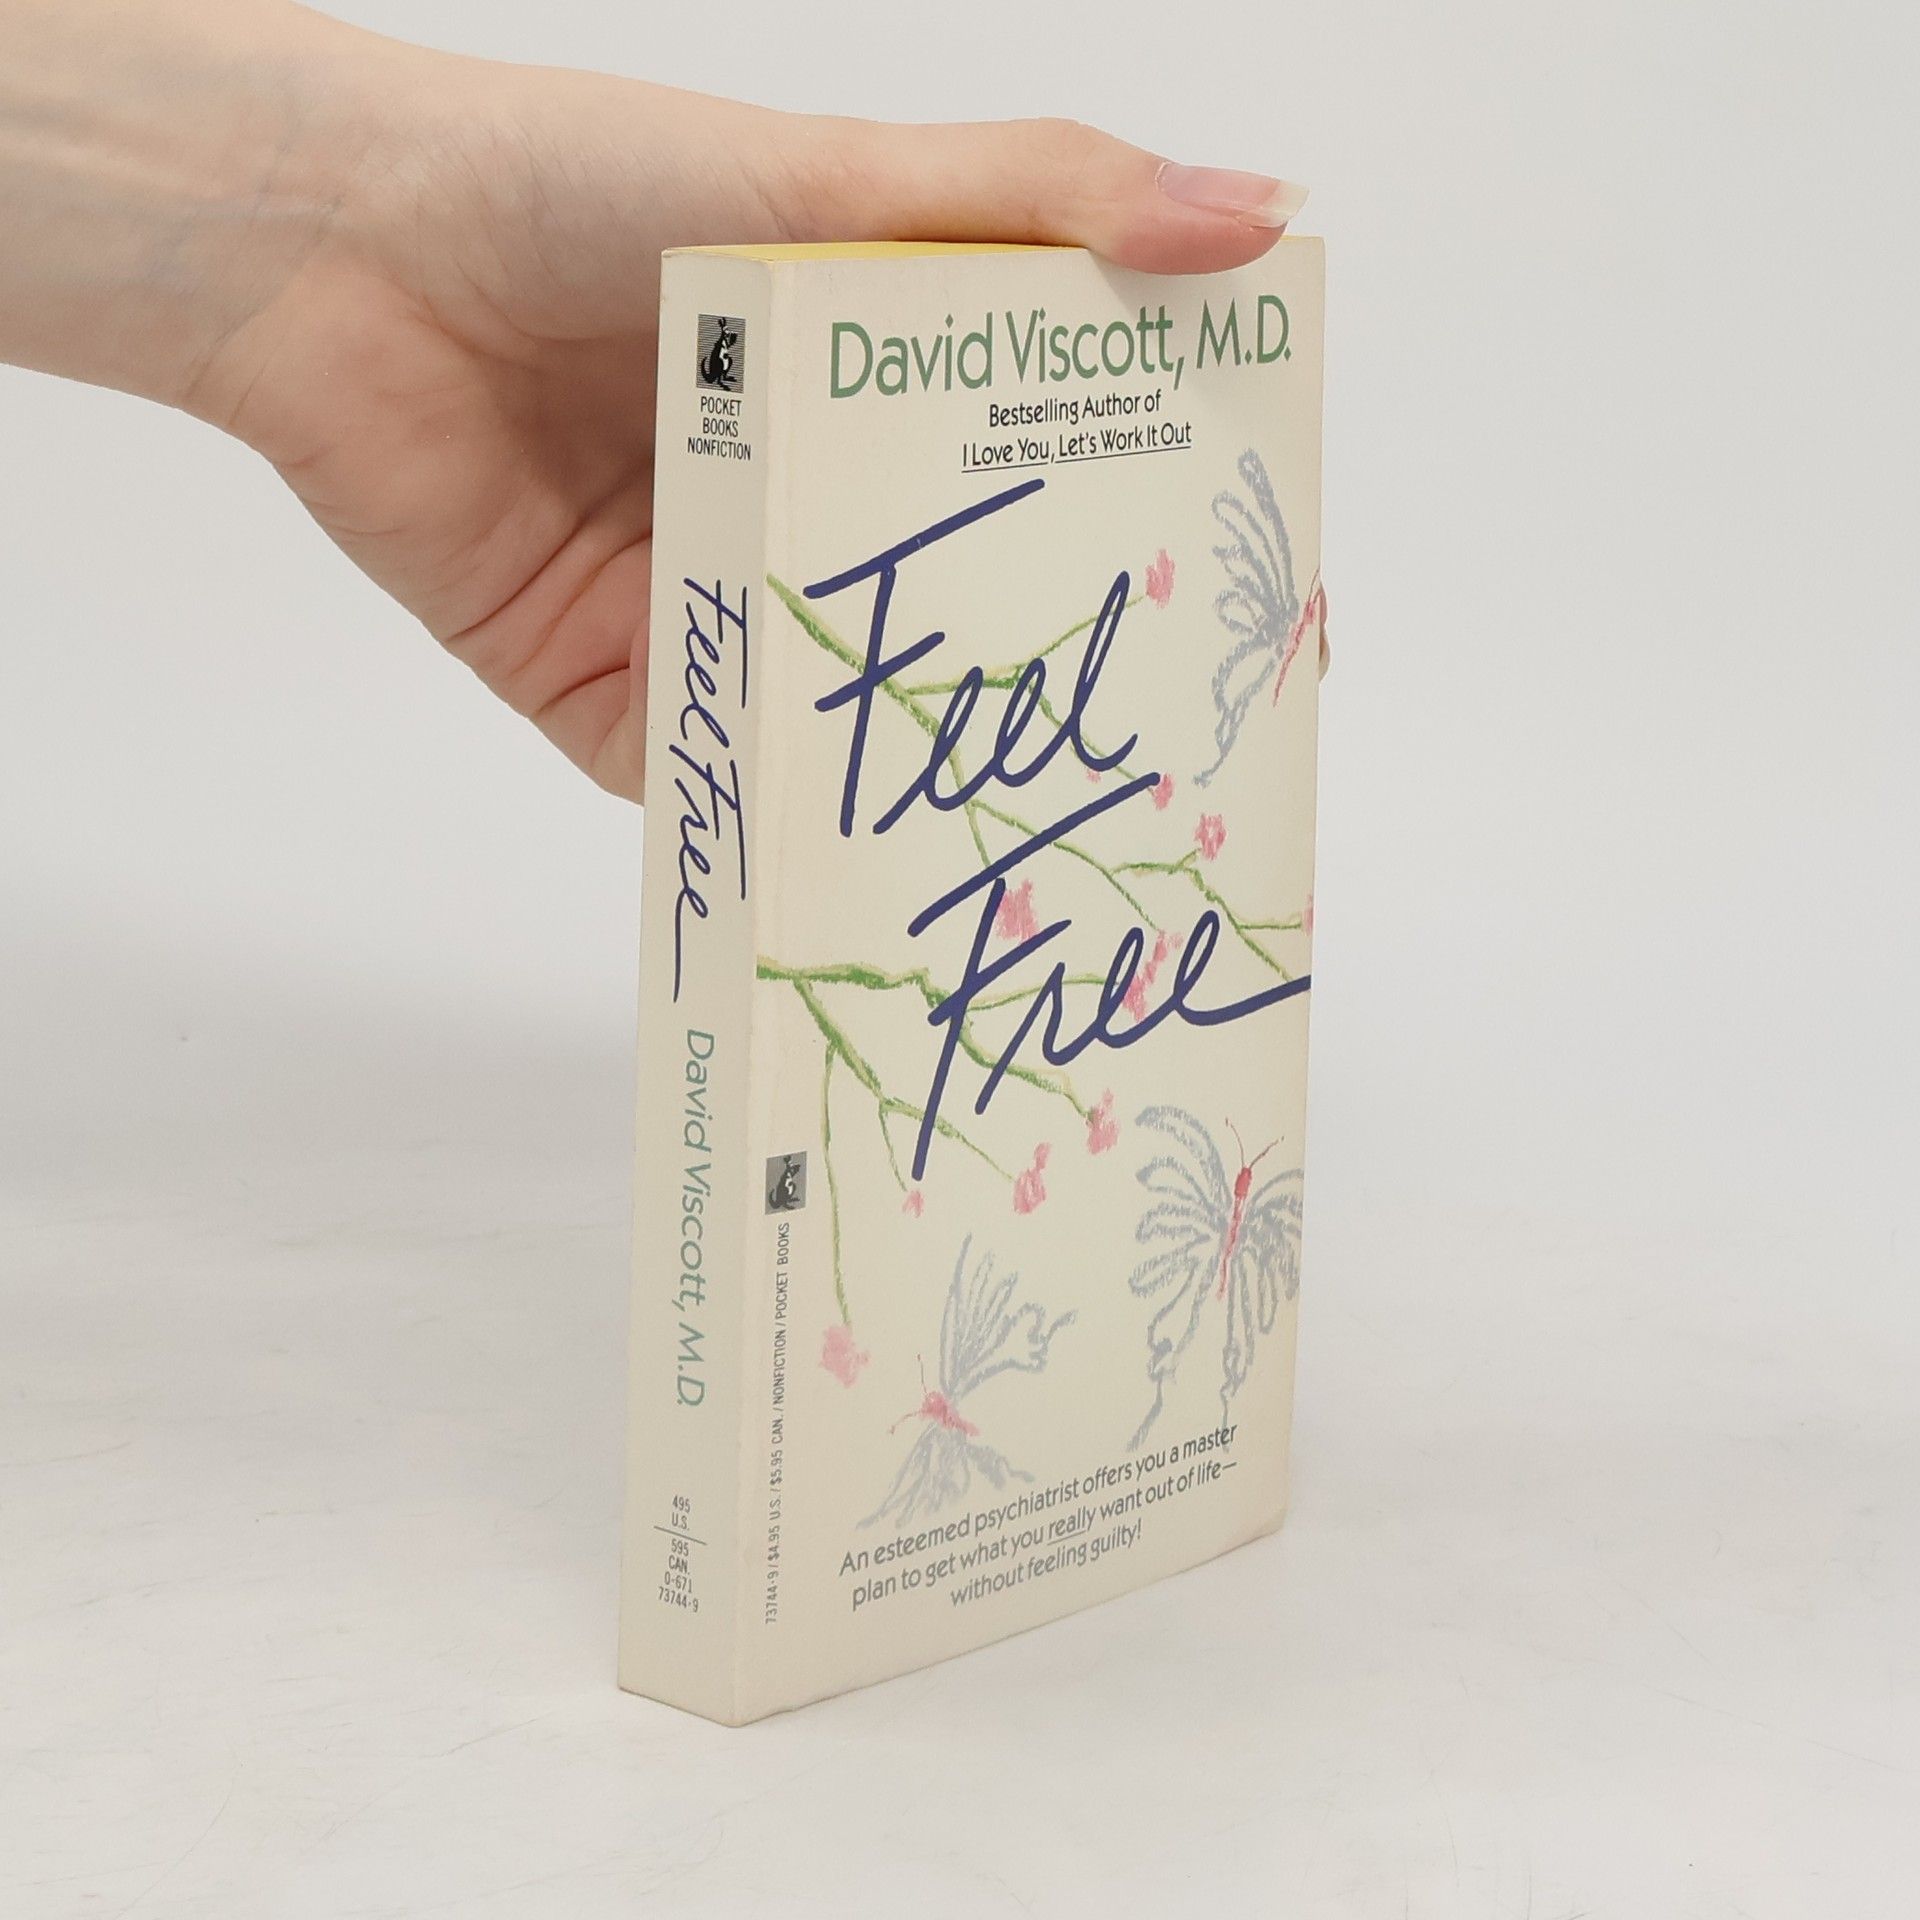 POCKET
BOOKS
NONFICTION
Feel Free
David Viscott, M.D.
495
U.S.
595
CAN.
0-671
73744-9
David Viscott, M.D.
Bestselling Author of
I Love You, Let's Work It Out
Feel
Free
73744-9 / $4.95 U.S. / $5.95 CAN. / NONFICTION / POCKET BOOKS
An esteemed psychiatrist offers you a master
plan to get what you really want out of life—
without feeling guilty!